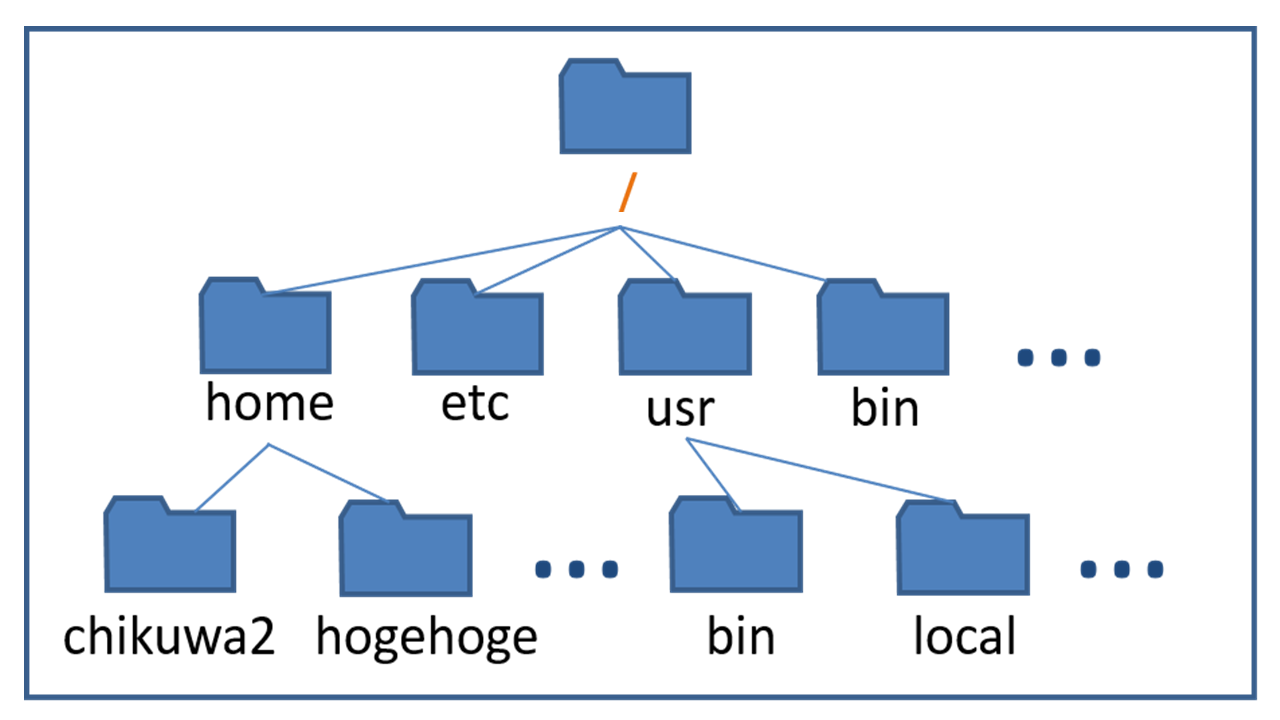 /
home etc usr bin ...
chikuwa2 hogehoge ... bin local ...